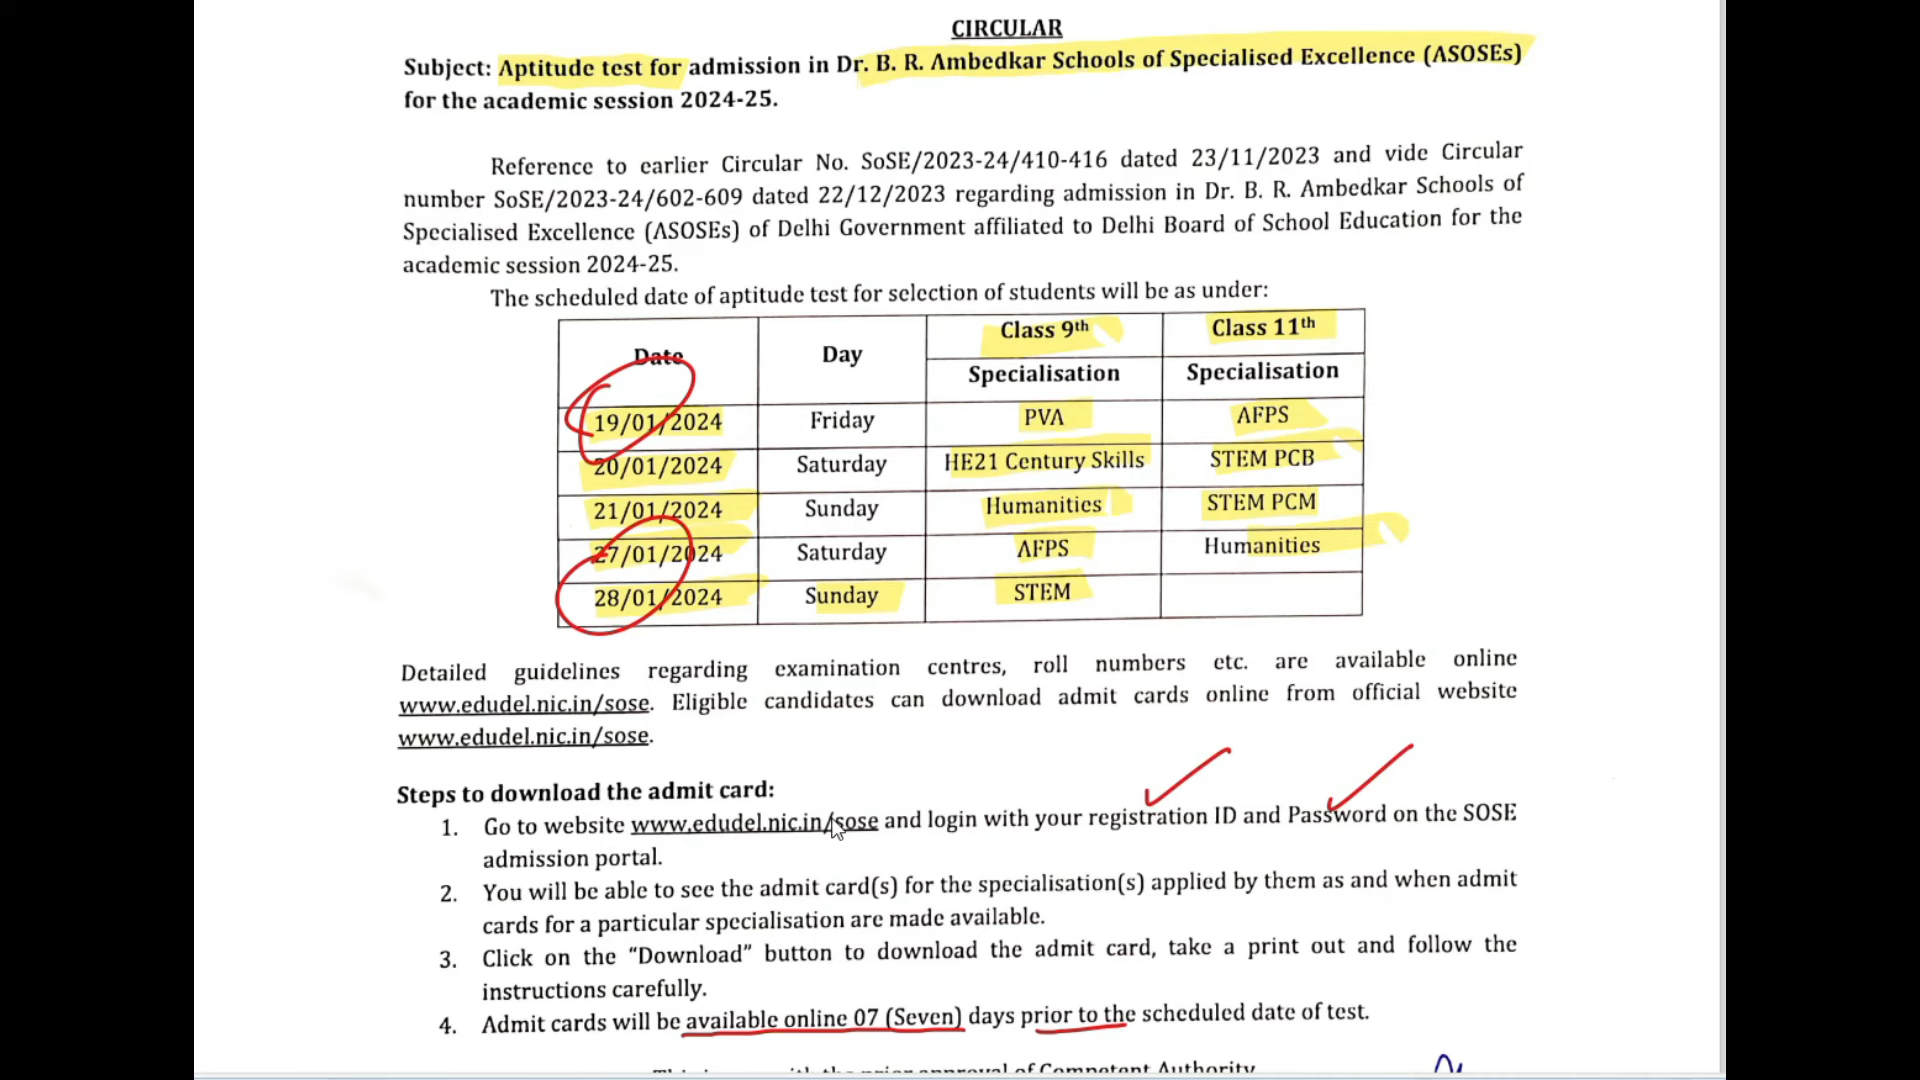 CIRCULAR
Subject: Aptitude test for admission in Dr. B. R. Ambedkar Schools of Specialised Excellence (ASOSEs)
for the academic session 2024-25.
Reference to earlier Circular No. SoSE/2023-24/410-416 dated 23/11/2023 and vide Circular
number SoSE/2023-24/602-609 dated 22/12/2023 regarding admission in Dr. B. R. Ambedkar Schools of
Specialised Excellence (ASOSEs) of Delhi Government affiliated to Delhi Board of School Education for the
academic session 2024-25.
The scheduled date of aptitude test for selection of students will be as under:
Date Day Class 9th Class 11th
Specialisation Specialisation
19/01/2024 Friday PVA AFPS
20/01/2024 Saturday HE21 Century Skills STEM PCB
21/01/2024 Sunday Humanities STEM PCM
27/01/2024 Saturday AFPS Humanities
28/01/2024 Sunday STEM
Detailed guidelines regarding examination centres, roll numbers etc. are available online
www.edudel.nic.in/sose. Eligible candidates can download admit cards online from official website
www.edudel.nic.in/sose.
Steps to download the admit card:
1. Go to website www.edudel.nic.in/sose and login with your registration ID and Password on the SOSE
admission portal.
2. You will be able to see the admit card(s) for the specialisation(s) applied by them as and when admit
cards for a particular specialisation are made available.
3. Click on the “Download” button to download the admit card, take a print out and follow the
instructions carefully.
4. Admit cards will be available online 07 (Seven) days prior to the scheduled date of test.
the prior approval of Competent Authority